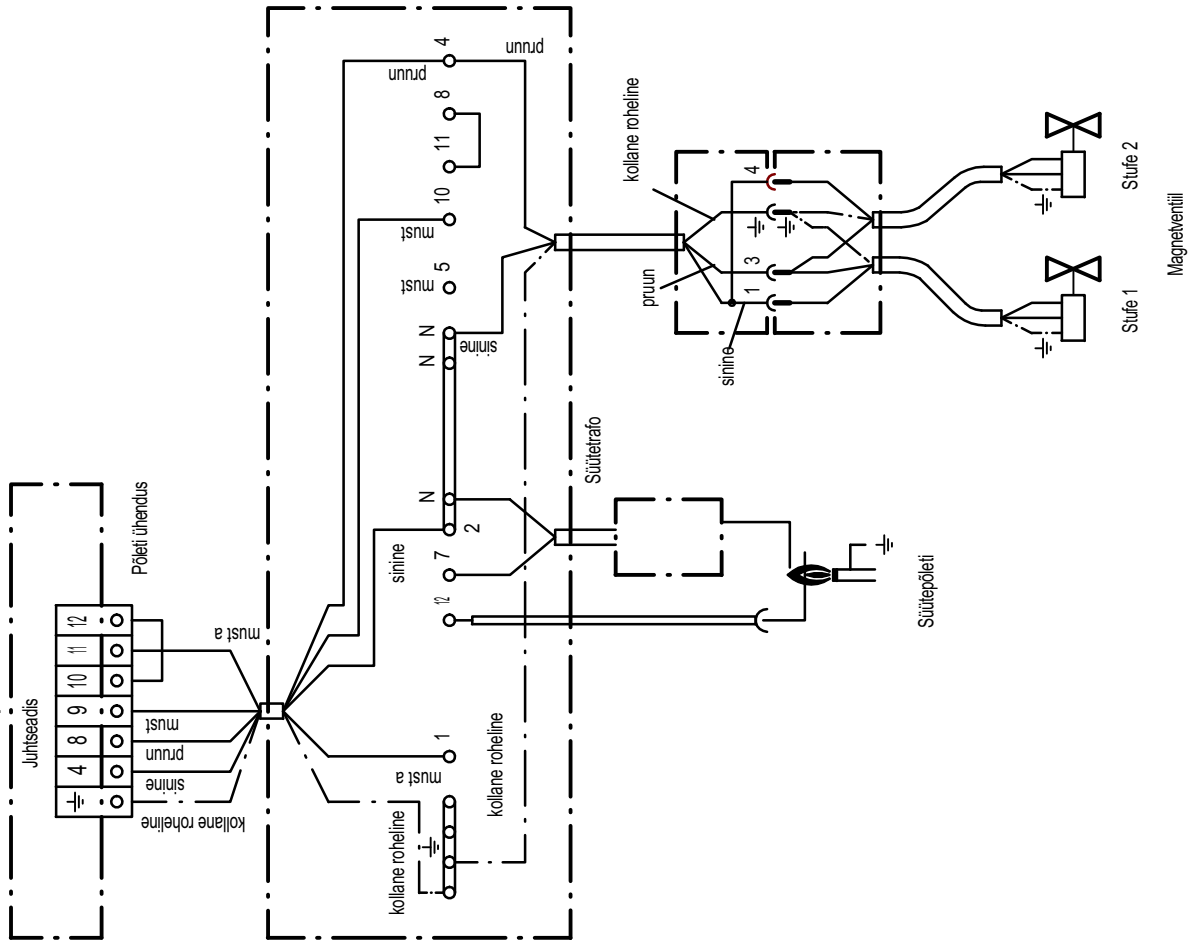 Juhtseadis
4
8
9
10
11
12
Põleti ühendus
kollane roheline
sinine
pruun
must
must a
kollane roheline
kollane roheline
must a
1
12
7
2
sinine
N
N
N
sinine
5
must
10
must
11
8
4
pruun
pruun
Süütetrafo
Süütepõleti
kollane roheline
pruun
sinine
1
3
4
Stufe 1
Stufe 2
Magnetventiil